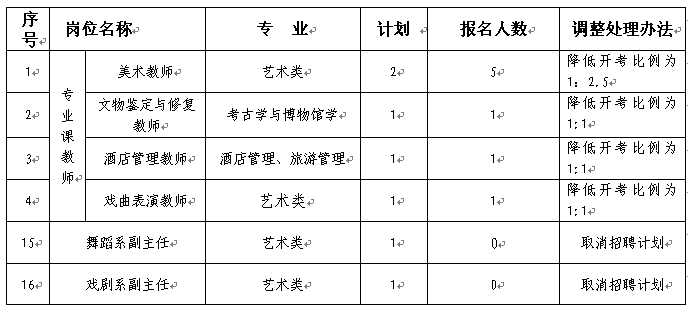 序号 岗位名称 专 业 计划 报名人数 调整处理办法
专业课教师
1 美术教师 艺术类 2 5 降低开考比例为1：2.5
2 文物鉴定与修复教师 考古学与博物馆学 1 1 降低开考比例为1:1
3 酒店管理教师 酒店管理、旅游管理 1 1 降低开考比例为1:1
4 戏曲表演教师 艺术类 1 1 降低开考比例为1:1
15 舞蹈系副主任 艺术类 1 0 取消招聘计划
16 戏剧系副主任 艺术类 1 0 取消招聘计划